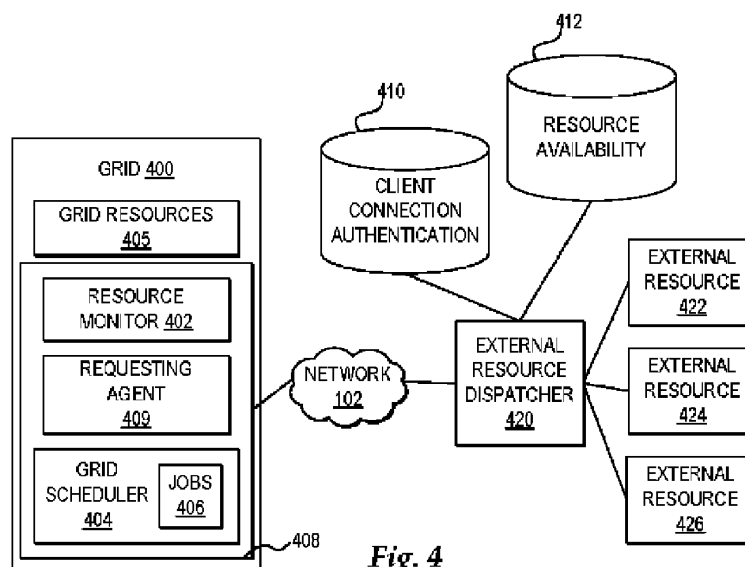 412
410
RESOURCE
AVAILABILITY
CLIENT
CONNECTION
AUTHENTICATION
GRID 400
GRID RESOURCES
405
RESOURCE
MONITOR 402
REQUESTING
AGENT
409
GRID
SCHEDULER
404
JOBS
406
408
NETWORK
102
EXTERNAL
RESOURCE
DISPATCHER
420
EXTERNAL
RESOURCE
422
EXTERNAL
RESOURCE
424
EXTERNAL
RESOURCE
426
Fig. 4